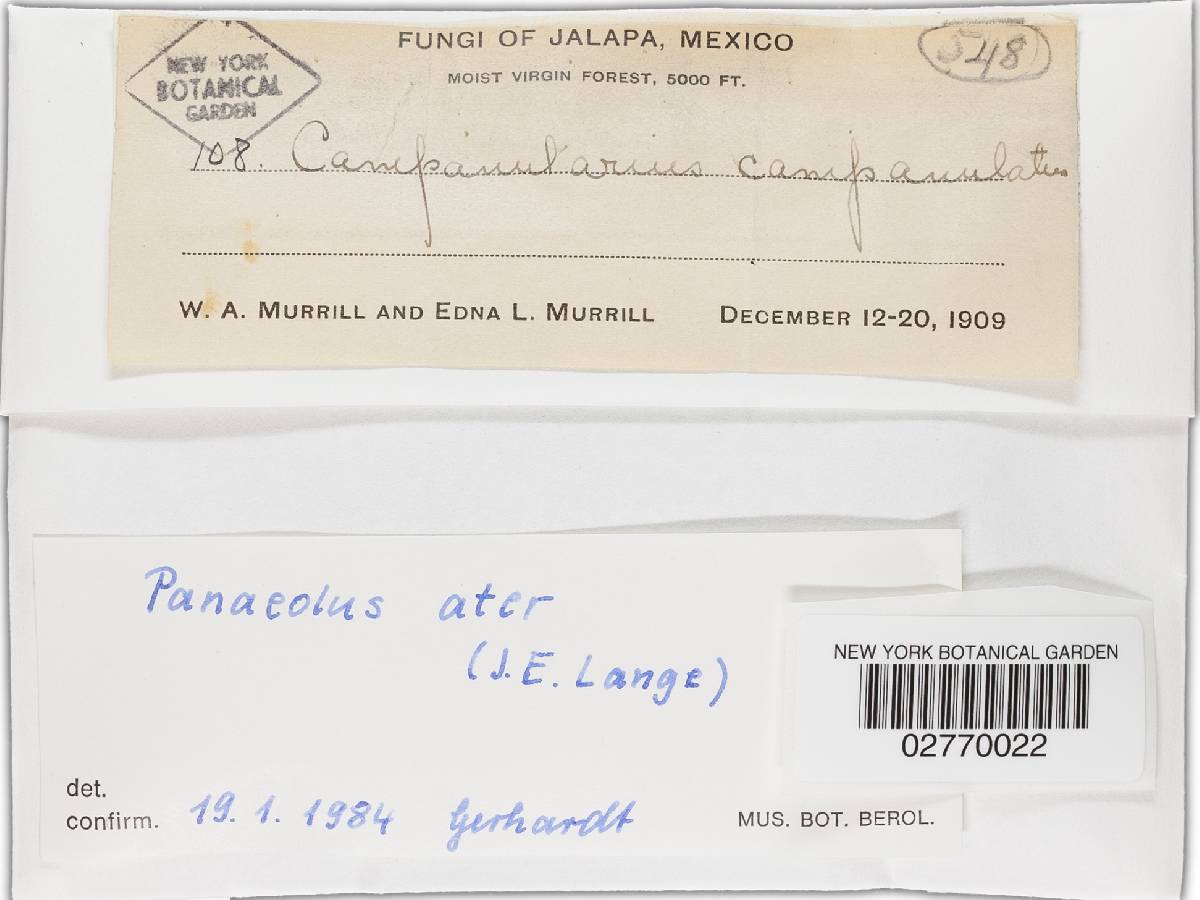 FUNGI OF JALAPA, MEXICO
548
MOIST VIRGIN FOREST, 5000 FT.
NEW YORK
BOTANICAL
GARDEN
108. Campanularius campanulatus
W. A. MURRILL AND EDNA L. MURRILL DECEMBER 12-20, 1909
Panaeolus ater
(J.E. Lange)
NEW YORK BOTANICAL GARDEN
02770022
det.
confirm. 19. 1. 1984 Gerhardt MUS. BOT. BEROL.